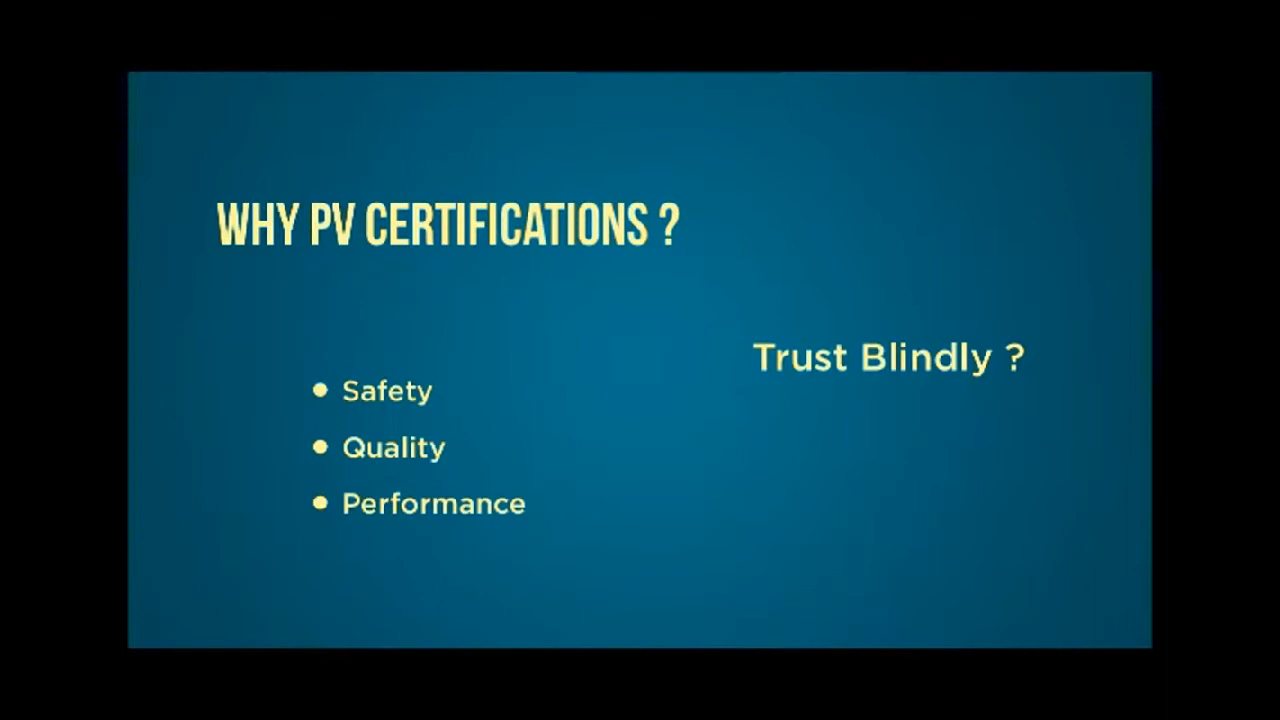 WHY PV CERTIFICATIONS ?
Trust Blindly ?
• Safety
• Quality
• Performance